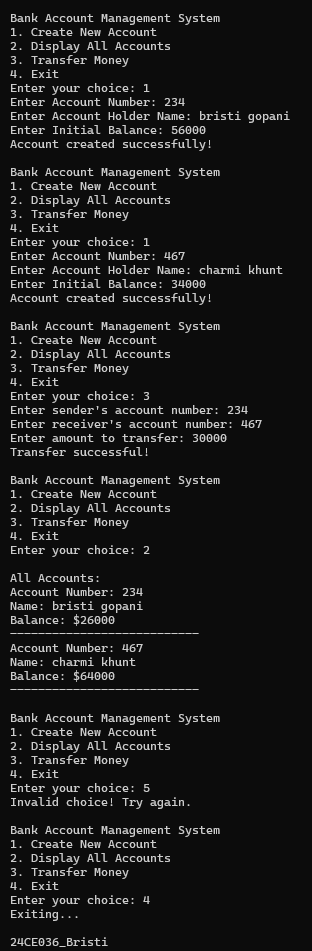 Bank Account Management System
1. Create New Account
2. Display All Accounts
3. Transfer Money
4. Exit
Enter your choice: 1
Enter Account Number: 234
Enter Account Holder Name: bristi gopani
Enter Initial Balance: 56000
Account created successfully!

Bank Account Management System
1. Create New Account
2. Display All Accounts
3. Transfer Money
4. Exit
Enter your choice: 1
Enter Account Number: 467
Enter Account Holder Name: charmi khunt
Enter Initial Balance: 34000
Account created successfully!

Bank Account Management System
1. Create New Account
2. Display All Accounts
3. Transfer Money
4. Exit
Enter your choice: 3
Enter sender's account number: 234
Enter receiver's account number: 467
Enter amount to transfer: 30000
Transfer successful!

Bank Account Management System
1. Create New Account
2. Display All Accounts
3. Transfer Money
4. Exit
Enter your choice: 2

All Accounts:
Account Number: 234
Name: bristi gopani
Balance: $26000
---------------------------
Account Number: 467
Name: charmi khunt
Balance: $64000
---------------------------

Bank Account Management System
1. Create New Account
2. Display All Accounts
3. Transfer Money
4. Exit
Enter your choice: 5
Invalid choice! Try again.

Bank Account Management System
1. Create New Account
2. Display All Accounts
3. Transfer Money
4. Exit
Enter your choice: 4
Exiting...

24CE036_Bristi